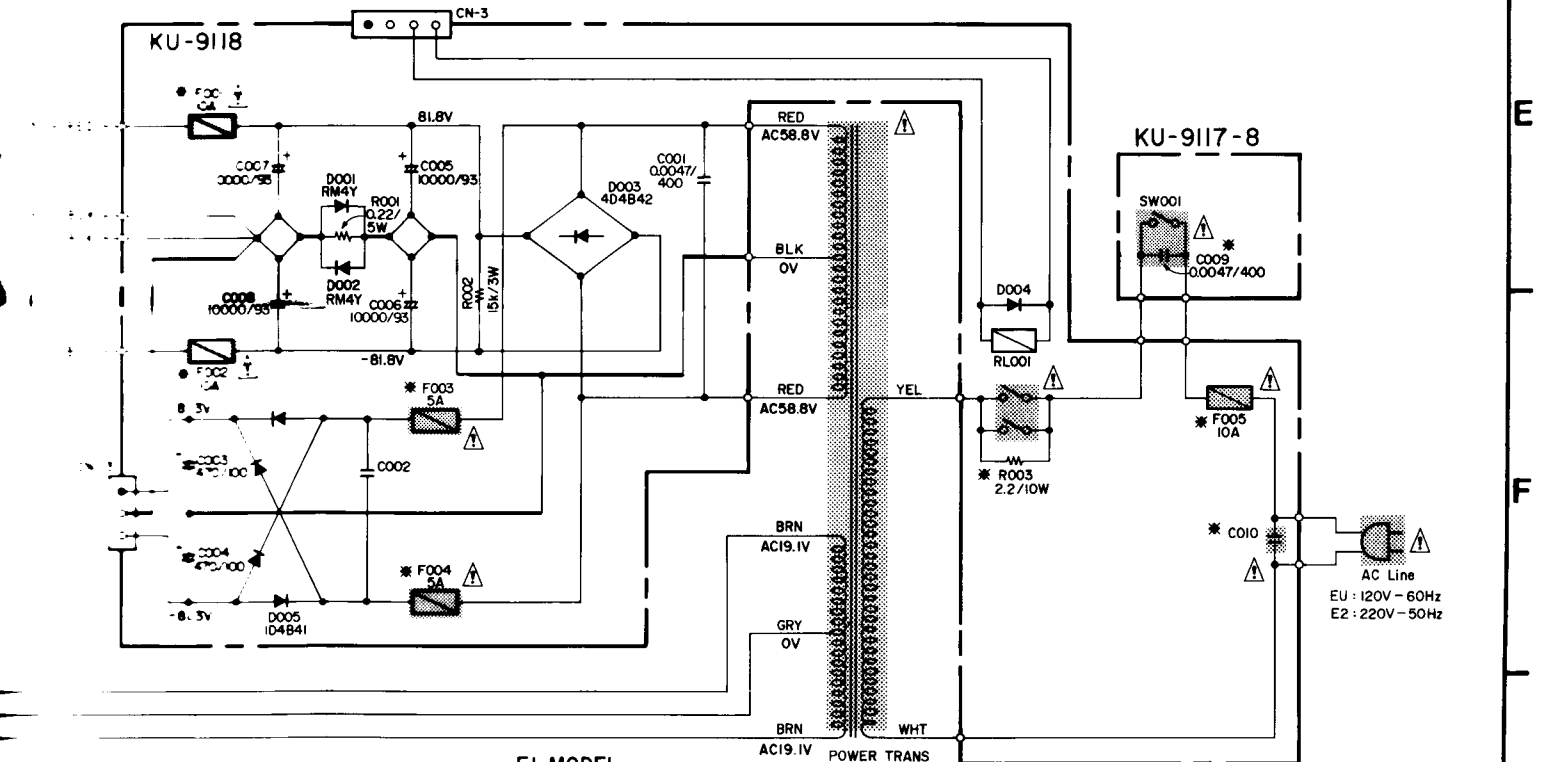 CN-3
KU-9118
E
81.8V
RED
AC58.8V
KU-9117-8
C005
10000/93
D001
RM4Y
R001
0.22/
5W
C001
0.0047/
400
D003
4D4B42
SW001
C009
0.0047/400
BLK
0V
D002
RM4Y
C008
10000/93
C006
10000/93
R002
15k/3W
D004
RL001
-81.8V
F002
F003
5A
RED
AC58.8V
YEL
F005
10A
R003
2.2/10W
C002
F
C010
AC Line
EU : 120V-60Hz
E2 : 220V-50Hz
BRN
AC19.1V
F004
5A
D005
1D4B41
GRY
0V
BRN
AC19.1V
WHT
POWER TRANS